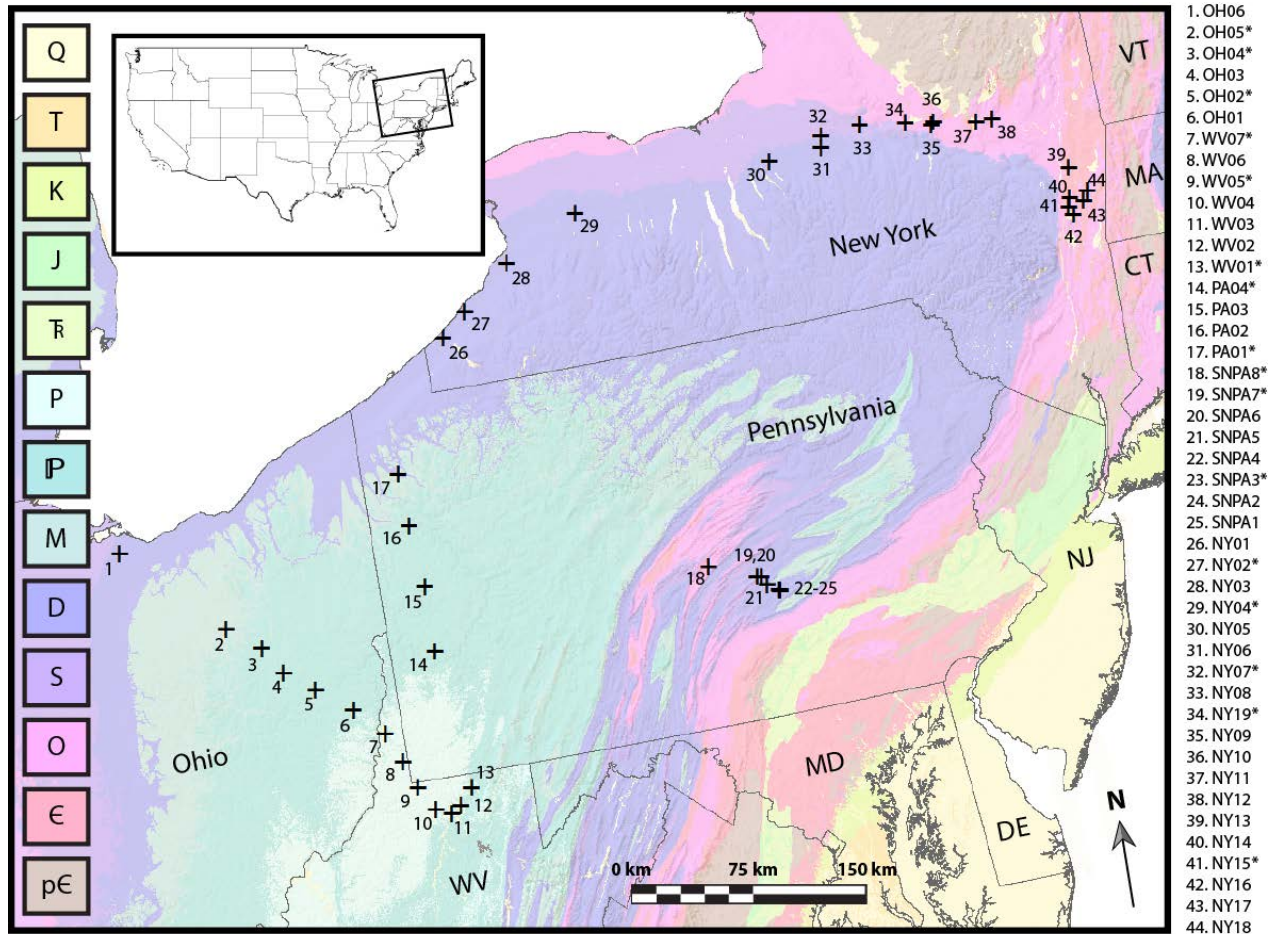 Q
T
K
J
TR
P
IP
M
D
S
O
Є
pЄ
VT
MA
CT
New York
Pennsylvania
NJ
Ohio
WV
MD
DE
N
0 km
75 km
150 km
1
2
3
4
5
6
7
8
9
10
11
12
13
14
15
16
17
18
19,20
21
22-25
26
27
28
29
30
31
32
33
34
35
36
37
38
39
40
41
42
43
44
1. OH06
2. OH05*
3. OH04*
4. OH03
5. OH02*
6. OH01
7. WV07*
8. WV06
9. WV05*
10. WV04
11. WV03
12. WV02
13. WV01*
14. PA04*
15. PA03
16. PA02
17. PA01*
18. SNPA8*
19. SNPA7*
20. SNPA6
21. SNPA5
22. SNPA4
23. SNPA3*
24. SNPA2
25. SNPA1
26. NY01
27. NY02*
28. NY03
29. NY04*
30. NY05
31. NY06
32. NY07*
33. NY08
34. NY19*
35. NY09
36. NY10
37. NY11
38. NY12
39. NY13
40. NY14
41. NY15*
42. NY16
43. NY17
44. NY18